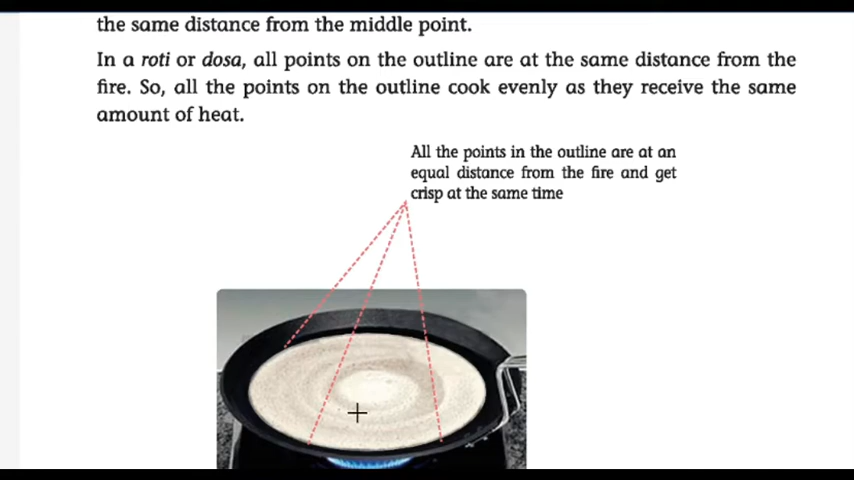 the same distance from the middle point.
In a roti or dosa, all points on the outline are at the same distance from the
fire. So, all the points on the outline cook evenly as they receive the same
amount of heat.
All the points in the outline are at an
equal distance from the fire and get
crisp at the same time